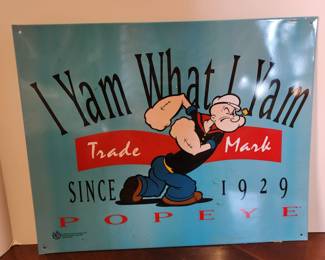 I Yam What I Yam
Trade Mark
SINCE 1929
POPEYE